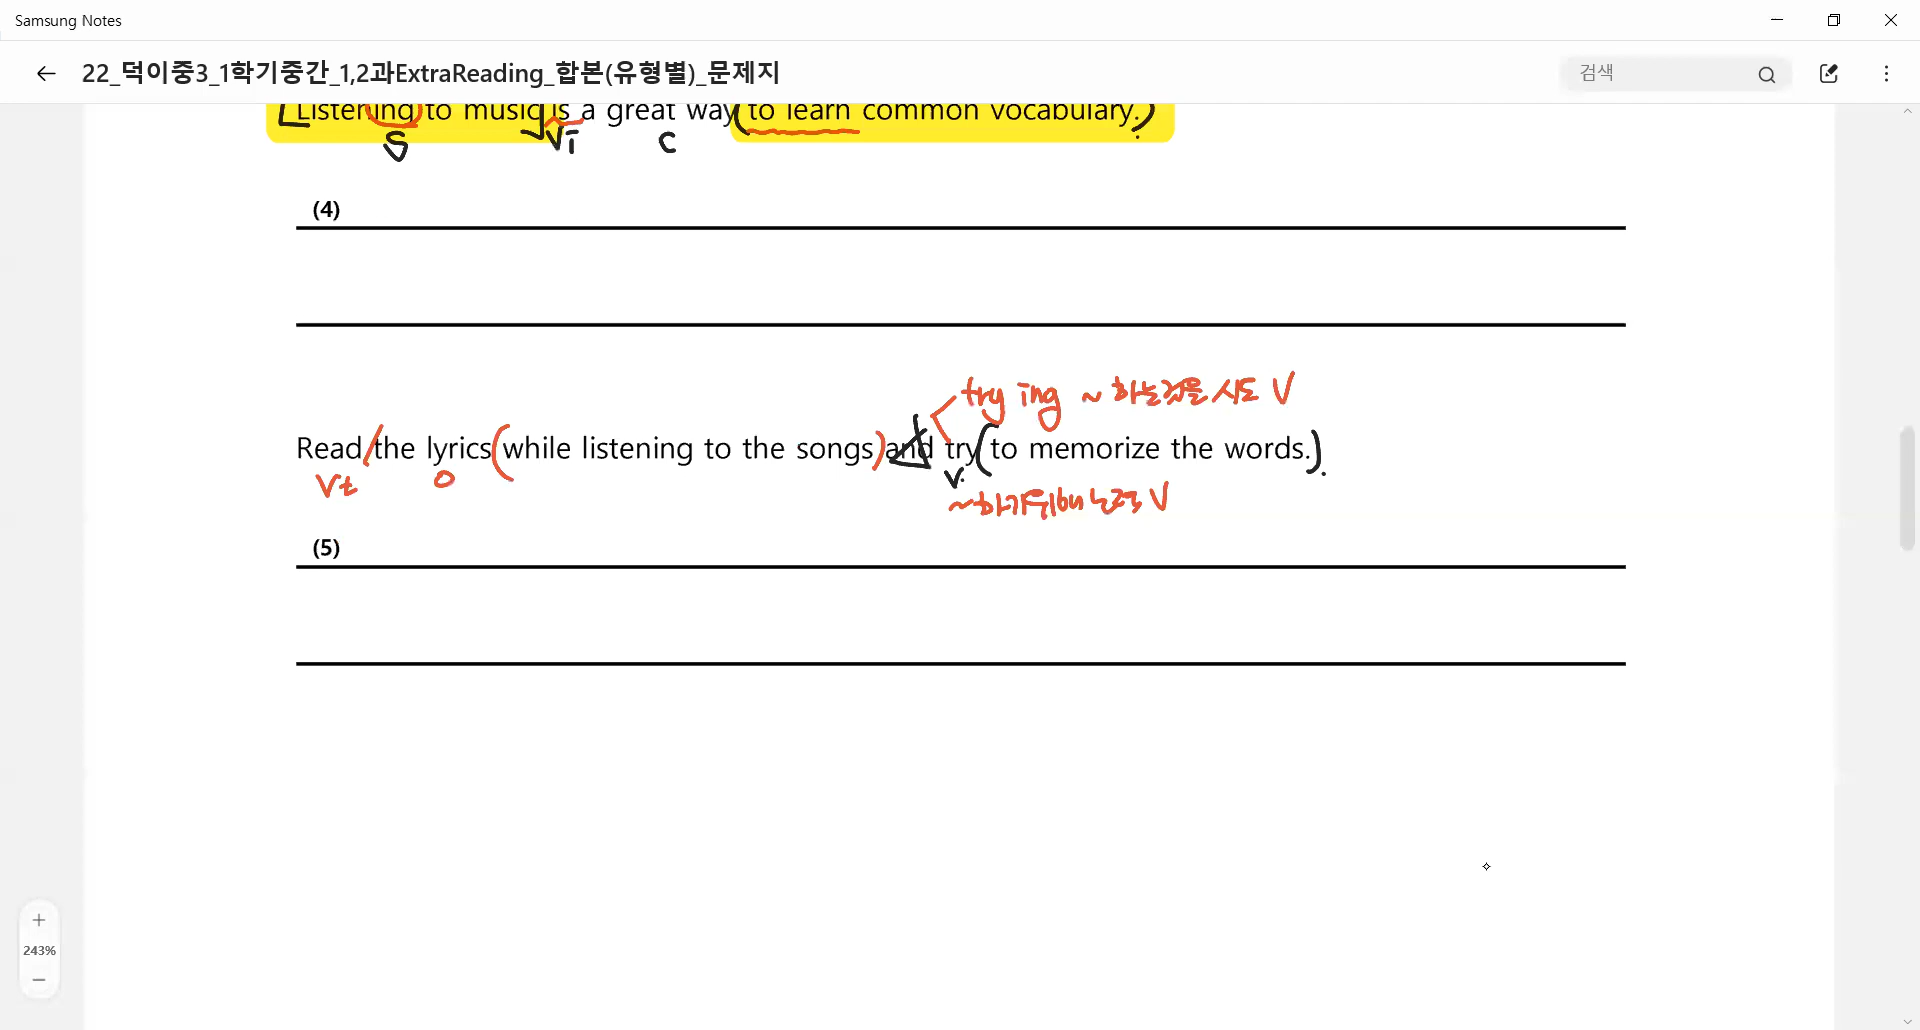 Samsung Notes
22_덕이중3_1학기중간_1,2과ExtraReading_합본(유형별)_문제지
검색
[Listening to music] is a great way (to learn common vocabulary.)
S Vi C
(4)
try ing ~하는것을 시도 V
Read / the lyrics (while listening to the songs) and try (to memorize the words.)
Vt O V.
~하기위해 노력 V
(5)
243%